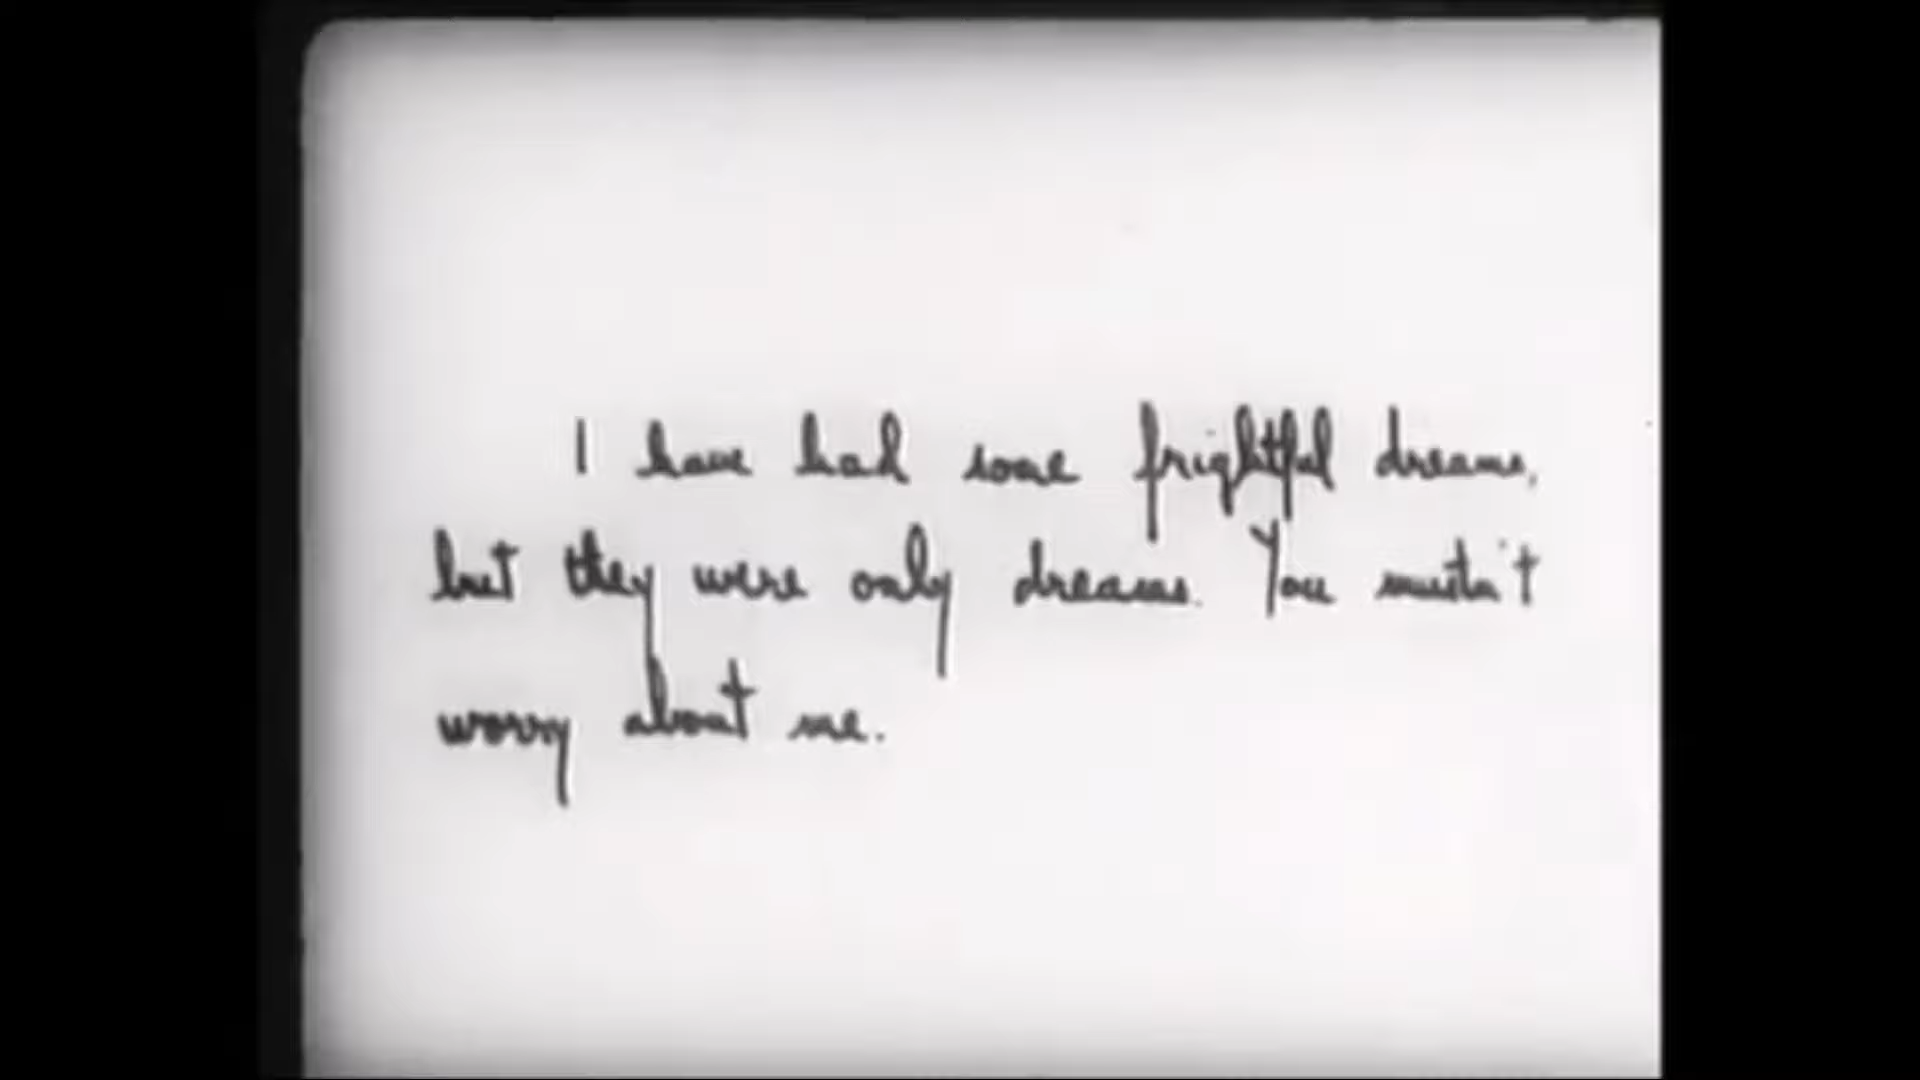 I have had some frightful dreams,
but they were only dreams. You mustn't
worry about me.